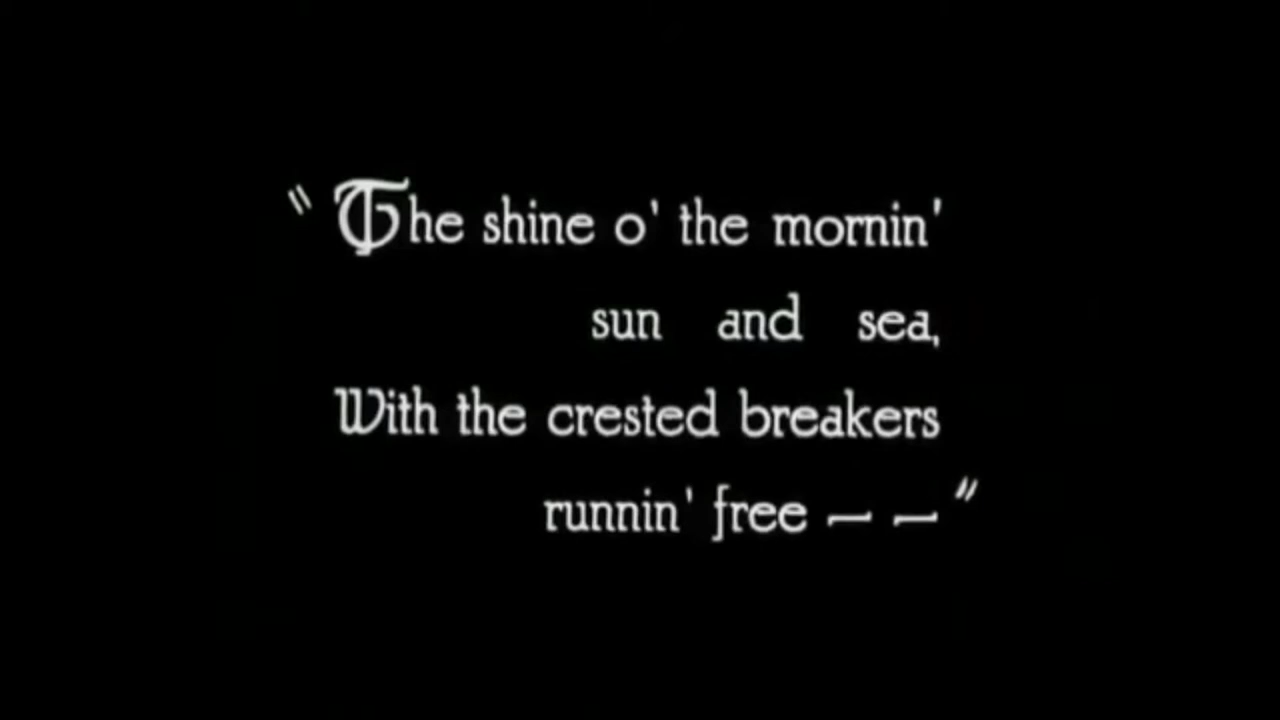 "The shine o' the mornin'
sun and sea,
With the crested breakers
runnin' free — —"